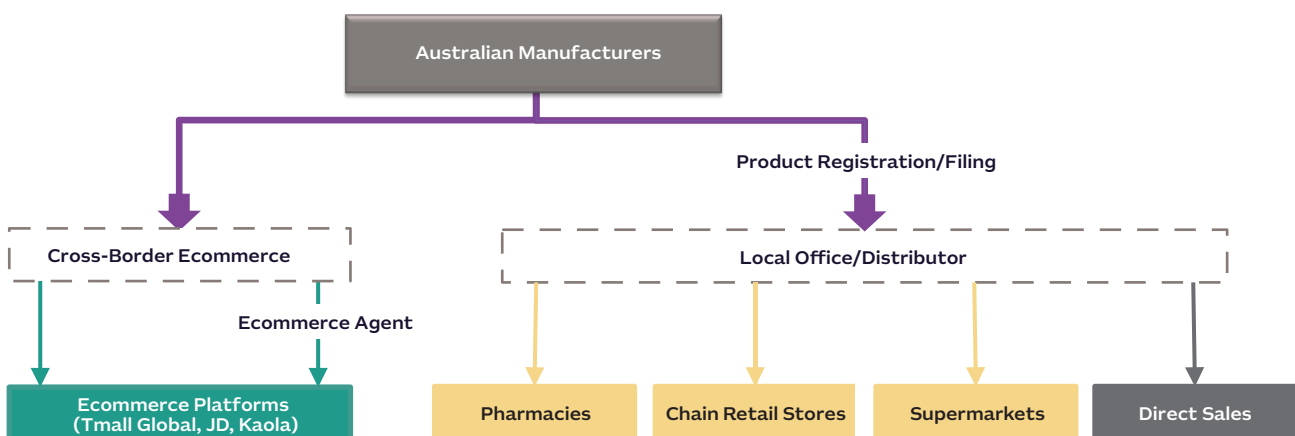 Australian Manufacturers
Product Registration/Filing
Cross-Border Ecommerce
Local Office/Distributor
Ecommerce Agent
Ecommerce Platforms
(Tmall Global, JD, Kaola)
Pharmacies
Chain Retail Stores
Supermarkets
Direct Sales